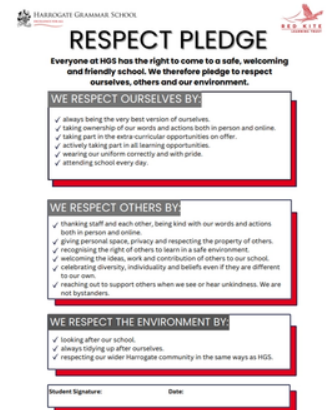 HARROGATE GRAMMAR SCHOOL
RED KITE
LEARNING TRUST
RESPECT PLEDGE
Everyone at HGS has the right to come to a safe, welcoming
and friendly school. We therefore pledge to respect
ourselves, others and our environment.
WE RESPECT OURSELVES BY:
✓ always being the very best version of ourselves.
✓ taking ownership of our words and actions both in person and online.
✓ taking part in the extra-curricular opportunities on offer.
✓ actively taking part in all learning opportunities.
✓ wearing our uniform correctly and with pride.
✓ attending school every day.
WE RESPECT OTHERS BY:
✓ thanking staff and each other, being kind with our words and actions
both in person and online.
✓ giving personal space, privacy and respecting the property of others.
✓ recognising the right of others to learn in a safe environment.
✓ welcoming the ideas, work and contribution of others to our school.
✓ celebrating diversity, individuality and beliefs even if they are different
to our own.
✓ reaching out to support others when we see or hear unkindness. We are
not bystanders.
WE RESPECT THE ENVIRONMENT BY:
✓ looking after our school.
✓ always tidying up after ourselves.
✓ respecting our wider Harrogate community in the same ways as HGS.
Student Signature: Date: